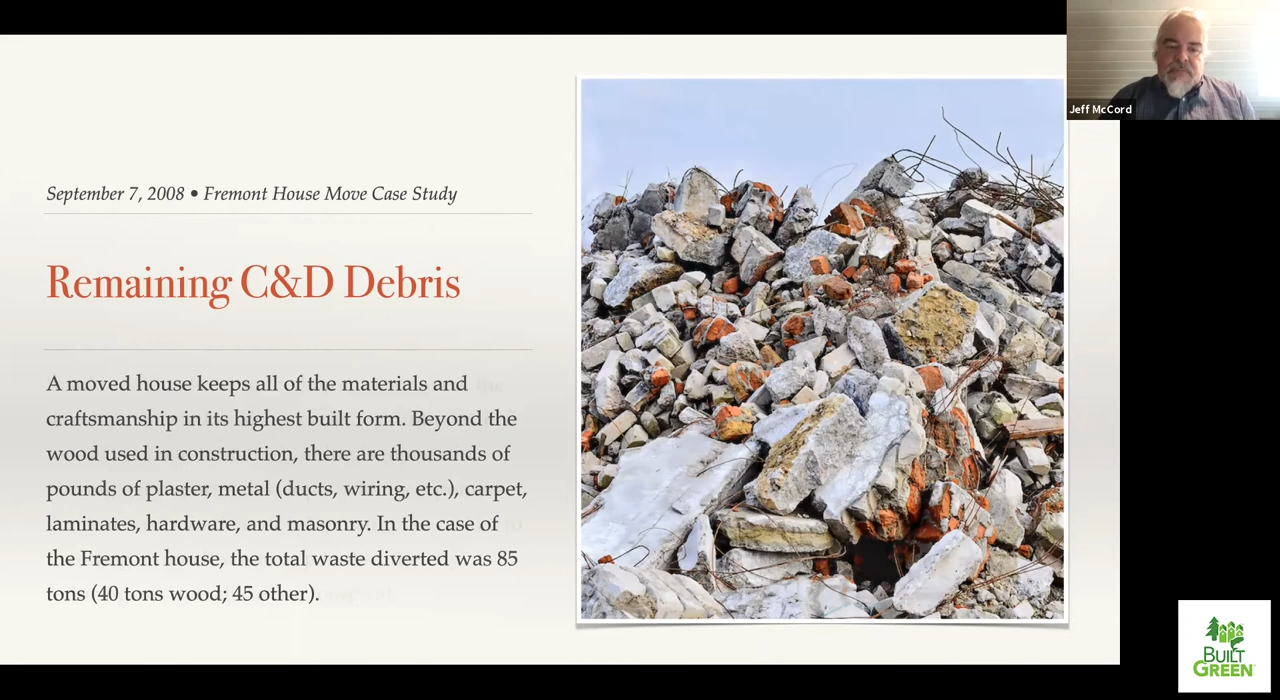 September 7, 2008 • Fremont House Move Case Study
Remaining C&D Debris
A moved house keeps all of the materials and
craftsmanship in its highest built form. Beyond the
wood used in construction, there are thousands of
pounds of plaster, metal (ducts, wiring, etc.), carpet,
laminates, hardware, and masonry. In the case of
the Fremont house, the total waste diverted was 85
tons (40 tons wood; 45 other).
Jeff McCord
BUILT
GREEN